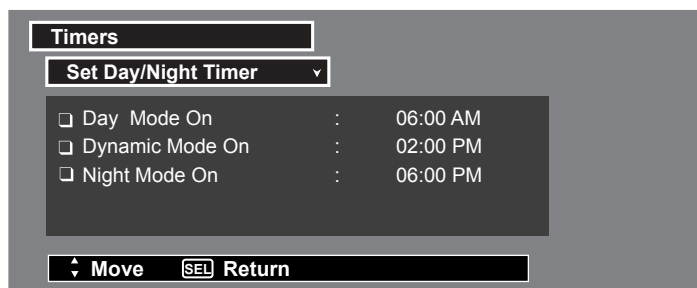 Timers
Set Day/Night Timer
Day Mode On : 06:00 AM
Dynamic Mode On : 02:00 PM
Night Mode On : 06:00 PM
Move SEL Return